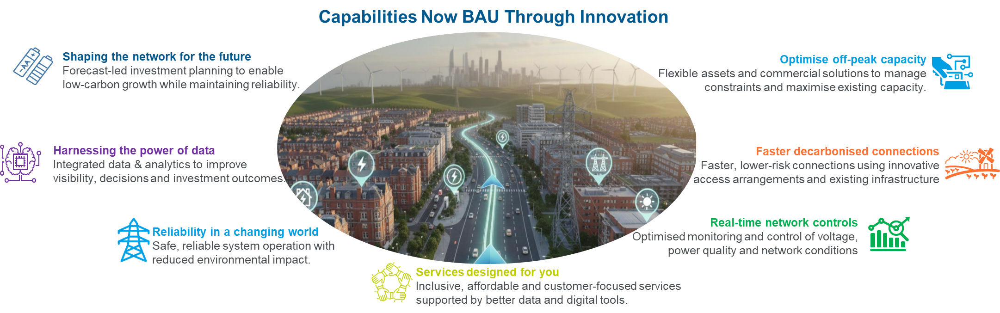 Capabilities Now BAU Through Innovation
Shaping the network for the future
Forecast-led investment planning to enable
low-carbon growth while maintaining reliability.
Harnessing the power of data
Integrated data & analytics to improve
visibility, decisions and investment outcomes.
Reliability in a changing world
Safe, reliable system operation with
reduced environmental impact.
Services designed for you
Inclusive, affordable and customer-focused services
supported by better data and digital tools.
Optimise off-peak capacity
Flexible assets and commercial solutions to manage
constraints and maximise existing capacity.
Faster decarbonised connections
Faster, lower-risk connections using innovative
access arrangements and existing infrastructure
Real-time network controls
Optimised monitoring and control of voltage,
power quality and network conditions
- AA +